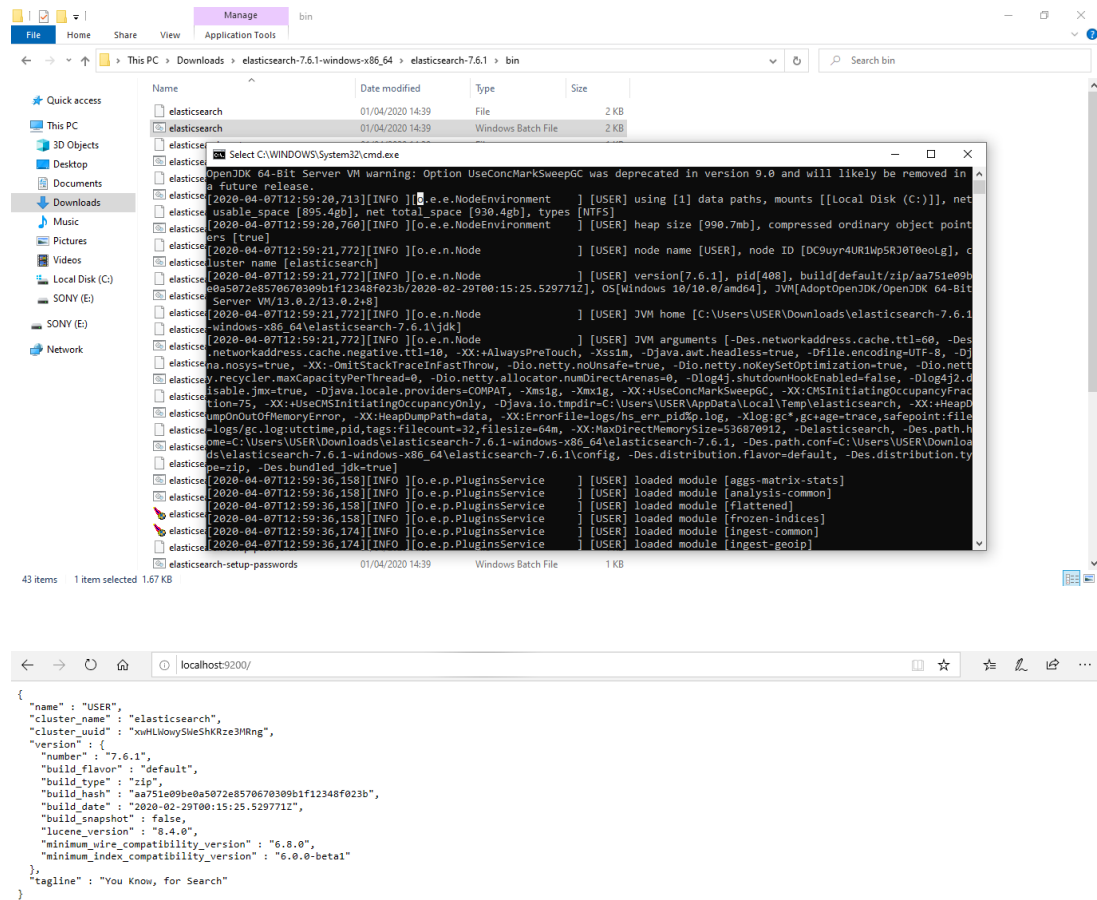 Manage bin
File Home Share View Application Tools
This PC > Downloads > elasticsearch-7.6.1-windows-x86_64 > elasticsearch-7.6.1 > bin
Search bin
Quick access
This PC
3D Objects
Desktop
Documents
Downloads
Music
Pictures
Videos
Local Disk (C:)
SONY (E:)
SONY (E:)
Network
Name Date modified Type Size
elasticsearch 01/04/2020 14:39 File 2 KB
elasticsearch 01/04/2020 14:39 Windows Batch File 2 KB
Select C:\WINDOWS\System32\cmd.exe
OpenJDK 64-Bit Server VM warning: Option UseConcMarkSweepGC was deprecated in version 9.0 and will likely be removed in
a future release.
[2020-04-07T12:59:20,713][INFO ][o.e.e.NodeEnvironment    ] [USER] using [1] data paths, mounts [[Local Disk (C:)]], net
 usable_space [895.4gb], net total_space [930.4gb], types [NTFS]
[2020-04-07T12:59:20,760][INFO ][o.e.e.NodeEnvironment    ] [USER] heap size [990.7mb], compressed ordinary object point
ers [true]
[2020-04-07T12:59:21,772][INFO ][o.e.n.Node               ] [USER] node name [USER], node ID [DC9uyr4UR1Wp5RJ0T0eoLg], c
luster name [elasticsearch]
[2020-04-07T12:59:21,772][INFO ][o.e.n.Node               ] [USER] version[7.6.1], pid[408], build[default/zip/aa751e09b
e0a5072e8570670309b1f12348f023b/2020-02-29T00:15:25.529771Z], OS[Windows 10/10.0/amd64], JVM[AdoptOpenJDK/OpenJDK 64-Bit
 Server VM/13.0.2/13.0.2+8]
[2020-04-07T12:59:21,772][INFO ][o.e.n.Node               ] [USER] JVM home [C:\Users\USER\Downloads\elasticsearch-7.6.1
-windows-x86_64\elasticsearch-7.6.1\jdk]
[2020-04-07T12:59:21,772][INFO ][o.e.n.Node               ] [USER] JVM arguments [-Des.networkaddress.cache.ttl=60, -Des
.networkaddress.cache.negative.ttl=10, -XX:+AlwaysPreTouch, -Xss1m, -Djava.awt.headless=true, -Dfile.encoding=UTF-8, -Dj
na.nosys=true, -XX:-OmitStackTraceInFastThrow, -Dio.netty.noUnsafe=true, -Dio.netty.noKeySetOptimization=true, -Dio.nett
y.recycler.maxCapacityPerThread=0, -Dio.netty.allocator.numDirectArenas=0, -Dlog4j.shutdownHookEnabled=false, -Dlog4j2.d
isable.jmx=true, -Djava.locale.providers=COMPAT, -Xms1g, -Xmx1g, -XX:+UseConcMarkSweepGC, -XX:CMSInitiatingOccupancyFrac
tion=75, -XX:+UseCMSInitiatingOccupancyOnly, -Djava.io.tmpdir=C:\Users\USER\AppData\Local\Temp\elasticsearch, -XX:+HeapD
umpOnOutOfMemoryError, -XX:HeapDumpPath=data, -XX:ErrorFile=logs/hs_err_pid%p.log, -Xlog:gc*,gc+age=trace,safepoint:file
=logs/gc.log:utctime,pid,tags:filecount=32,filesize=64m, -XX:MaxDirectMemorySize=536870912, -Delasticsearch, -Des.path.h
ome=C:\Users\USER\Downloads\elasticsearch-7.6.1-windows-x86_64\elasticsearch-7.6.1, -Des.path.conf=C:\Users\USER\Downloa
ds\elasticsearch-7.6.1-windows-x86_64\elasticsearch-7.6.1\config, -Des.distribution.flavor=default, -Des.distribution.ty
pe=zip, -Des.bundled_jdk=true]
[2020-04-07T12:59:36,158][INFO ][o.e.p.PluginsService     ] [USER] loaded module [aggs-matrix-stats]
[2020-04-07T12:59:36,158][INFO ][o.e.p.PluginsService     ] [USER] loaded module [analysis-common]
[2020-04-07T12:59:36,158][INFO ][o.e.p.PluginsService     ] [USER] loaded module [flattened]
[2020-04-07T12:59:36,158][INFO ][o.e.p.PluginsService     ] [USER] loaded module [frozen-indices]
[2020-04-07T12:59:36,174][INFO ][o.e.p.PluginsService     ] [USER] loaded module [ingest-common]
[2020-04-07T12:59:36,174][INFO ][o.e.p.PluginsService     ] [USER] loaded module [ingest-geoip]
elasticsearch-setup-passwords 01/04/2020 14:39 Windows Batch File 1 KB
43 items 1 item selected 1.67 KB
localhost:9200/
{
  "name" : "USER",
  "cluster_name" : "elasticsearch",
  "cluster_uuid" : "xwHLWowySWeShKRze3MRng",
  "version" : {
    "number" : "7.6.1",
    "build_flavor" : "default",
    "build_type" : "zip",
    "build_hash" : "aa751e09be0a5072e8570670309b1f12348f023b",
    "build_date" : "2020-02-29T00:15:25.529771Z",
    "build_snapshot" : false,
    "lucene_version" : "8.4.0",
    "minimum_wire_compatibility_version" : "6.8.0",
    "minimum_index_compatibility_version" : "6.0.0-beta1"
  },
  "tagline" : "You Know, for Search"
}